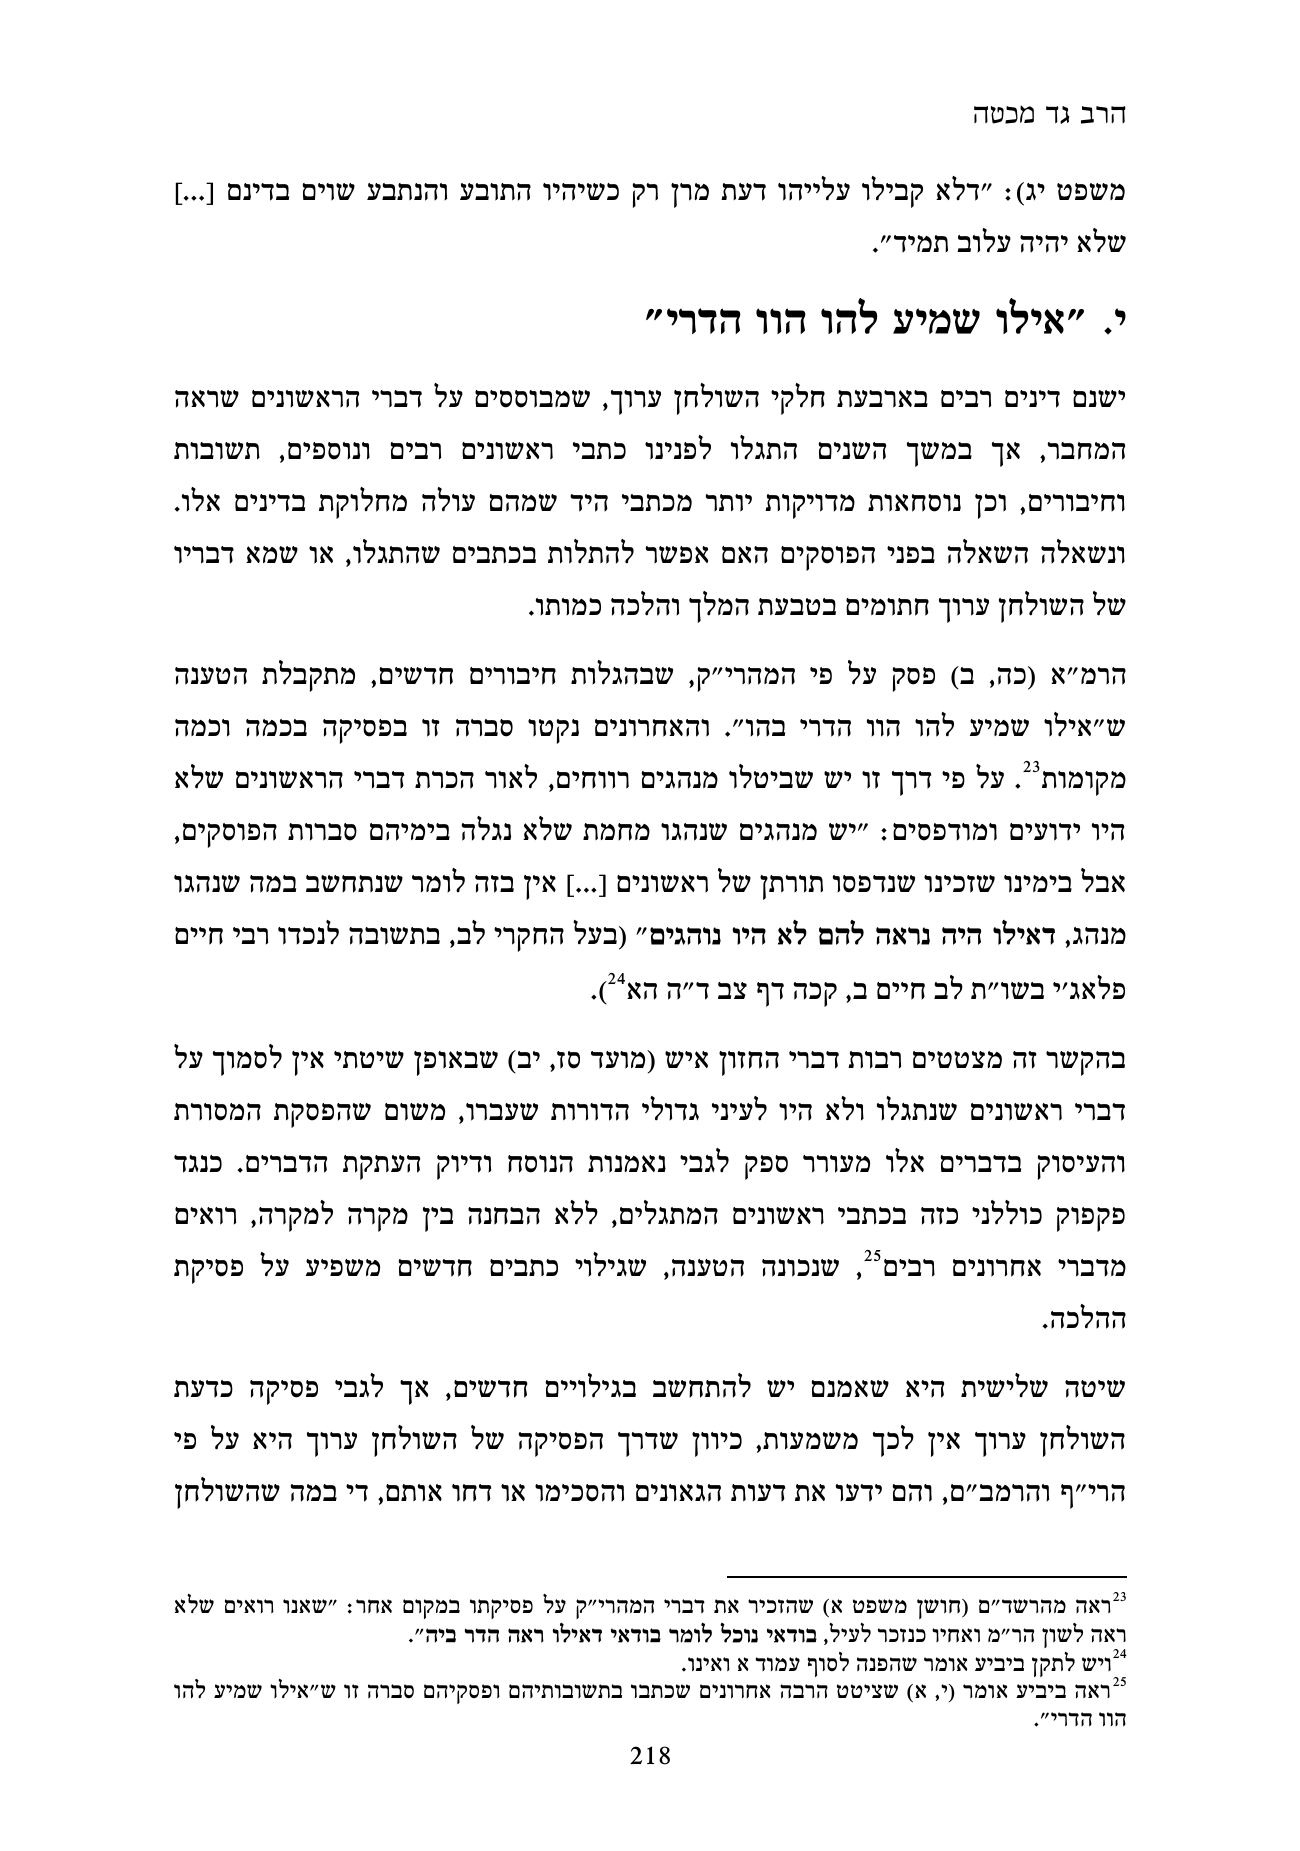 הרב גד מכטה
משפט יג): ״דלא קבילו עלייהו דעת מרן רק כשיהיו התובע והנתבע שוים בדינם [...]
שלא יהיה עלוב תמיד״.
י. ״אילו שמיע להו הוו הדרי״
ישנם דינים רבים בארבעת חלקי השולחן ערוך, שמבוססים על דברי הראשונים שראה
המחבר, אך במשך השנים התגלו לפנינו כתבי ראשונים רבים ונוספים, תשובות
וחיבורים, וכן נוסחאות מדויקות יותר מכתבי היד שמהם עולה מחלוקת בדינים אלו.
ונשאלה השאלה בפני הפוסקים האם אפשר להתלות בכתבים שהתגלו, או שמא דבריו
של השולחן ערוך חתומים בטבעת המלך והלכה כמותו.
הרמ״א (כה, ב) פסק על פי המהרי״ק, שבהגלות חיבורים חדשים, מתקבלת הטענה
ש״אילו שמיע להו הוו הדרי בהו״. והאחרונים נקטו סברה זו בפסיקה בכמה וכמה
מקומות23. על פי דרך זו יש שביטלו מנהגים רווחים, לאור הכרת דברי הראשונים שלא
היו ידועים ומודפסים: ״יש מנהגים שנהגו מחמת שלא נגלה בימיהם סברות הפוסקים,
אבל בימינו שזכינו שנדפסו תורתן של ראשונים [...] אין בזה לומר שנתחשב במה שנהגו
מנהג, דאילו היה נראה להם לא היו נוהגים״ (בעל החקרי לב, בתשובה לנכדו רבי חיים
פלאג׳י בשו״ת לב חיים ב, קכה דף צב ד״ה הא24).
בהקשר זה מצטטים רבות דברי החזון איש (מועד סז, יב) שבאופן שיטתי אין לסמוך על
דברי ראשונים שנתגלו ולא היו לעיני גדולי הדורות שעברו, משום שהפסקת המסורת
והעיסוק בדברים אלו מעורר ספק לגבי נאמנות הנוסח ודיוק העתקת הדברים. כנגד
פקפוק כוללני כזה בכתבי ראשונים המתגלים, ללא הבחנה בין מקרה למקרה, רואים
מדברי אחרונים רבים25, שנכונה הטענה, שגילוי כתבים חדשים משפיע על פסיקת
ההלכה.
שיטה שלישית היא שאמנם יש להתחשב בגילויים חדשים, אך לגבי פסיקה כדעת
השולחן ערוך אין לכך משמעות, כיוון שדרך הפסיקה של השולחן ערוך היא על פי
הרי״ף והרמב״ם, והם ידעו את דעות הגאונים והסכימו או דחו אותם, די במה שהשולחן
23ראה מהרשד״ם (חושן משפט א) שהזכיר את דברי המהרי״ק על פסיקתו במקום אחר: ״שאנו רואים שלא
ראה לשון הר״מ ואחיו כנזכר לעיל, בודאי נוכל לומר בודאי דאילו ראה הדר ביה״.
24ויש לתקן ביביע אומר שהפנה לסוף עמוד א ואינו.
25ראה ביביע אומר (י, א) שציטט הרבה אחרונים שכתבו בתשובותיהם ופסקיהם סברה זו ש״אילו שמיע להו
הוו הדרי״.
218